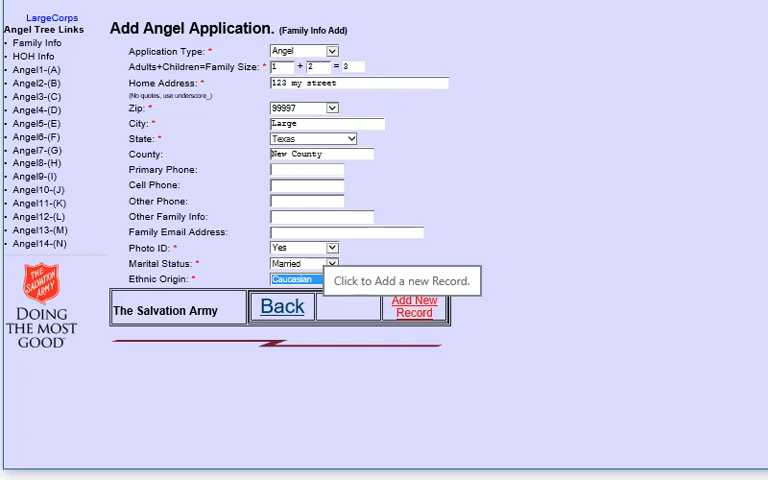 LargeCorps
Angel Tree Links
Family Info
HOH Info
Angel1-(A)
Angel2-(B)
Angel3-(C)
Angel4-(D)
Angel5-(E)
Angel6-(F)
Angel7-(G)
Angel8-(H)
Angel9-(I)
Angel10-(J)
Angel11-(K)
Angel12-(L)
Angel13-(M)
Angel14-(N)
THE SALVATION ARMY
DOING
THE MOST
GOOD
Add Angel Application. (Family Info Add)
Application Type: * Angel
Adults+Children=Family Size: * 1 + 2 = 3
Home Address: * 123 my street
(No quotes, use underscore_)
Zip: * 99997
City: * Large
State: * Texas
County: New County
Primary Phone:
Cell Phone:
Other Phone:
Other Family Info:
Family Email Address:
Photo ID: * Yes
Marital Status: * Married
Ethnic Origin: * Caucasian
Click to Add a new Record.
The Salvation Army Back Add New
Record